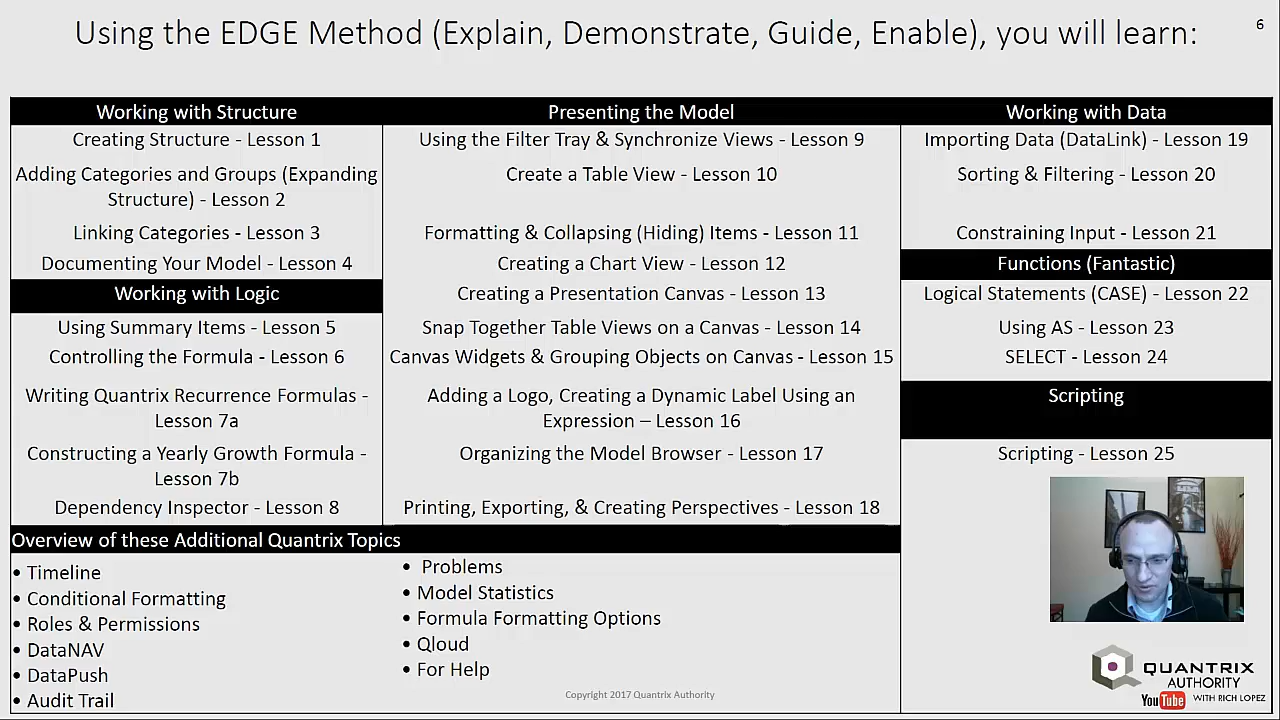 Using the EDGE Method (Explain, Demonstrate, Guide, Enable), you will learn:
6
Working with Structure
Creating Structure - Lesson 1
Adding Categories and Groups (Expanding
Structure) - Lesson 2
Linking Categories - Lesson 3
Documenting Your Model - Lesson 4
Working with Logic
Using Summary Items - Lesson 5
Controlling the Formula - Lesson 6
Writing Quantrix Recurrence Formulas -
Lesson 7a
Constructing a Yearly Growth Formula -
Lesson 7b
Dependency Inspector - Lesson 8
Presenting the Model
Using the Filter Tray & Synchronize Views - Lesson 9
Create a Table View - Lesson 10
Formatting & Collapsing (Hiding) Items - Lesson 11
Creating a Chart View - Lesson 12
Creating a Presentation Canvas - Lesson 13
Snap Together Table Views on a Canvas - Lesson 14
Canvas Widgets & Grouping Objects on Canvas - Lesson 15
Adding a Logo, Creating a Dynamic Label Using an
Expression – Lesson 16
Organizing the Model Browser - Lesson 17
Printing, Exporting, & Creating Perspectives - Lesson 18
Working with Data
Importing Data (DataLink) - Lesson 19
Sorting & Filtering - Lesson 20
Constraining Input - Lesson 21
Functions (Fantastic)
Logical Statements (CASE) - Lesson 22
Using AS - Lesson 23
SELECT - Lesson 24
Scripting
Scripting - Lesson 25
Overview of these Additional Quantrix Topics
• Timeline
• Conditional Formatting
• Roles & Permissions
• DataNAV
• DataPush
• Audit Trail
• Problems
• Model Statistics
• Formula Formatting Options
• Qloud
• For Help
Copyright 2017 Quantrix Authority
QUANTRIX
AUTHORITY
YouTube WITH RICH LOPEZ